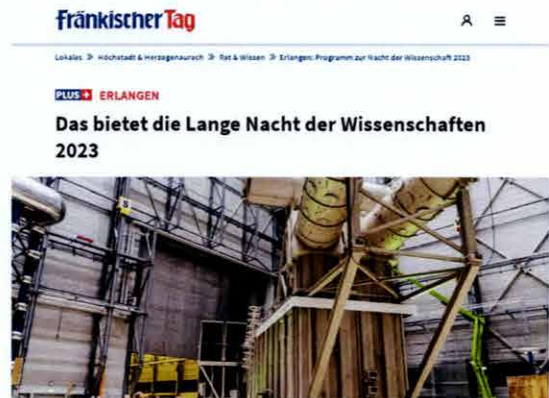 Fränkischer Tag
Lokales » Höchstadt & Herzogenaurach » Rat & Wissen » Erlangen: Programm zur Nacht der Wissenschaft 2023
PLUS+ ERLANGEN
Das bietet die Lange Nacht der Wissenschaften
2023